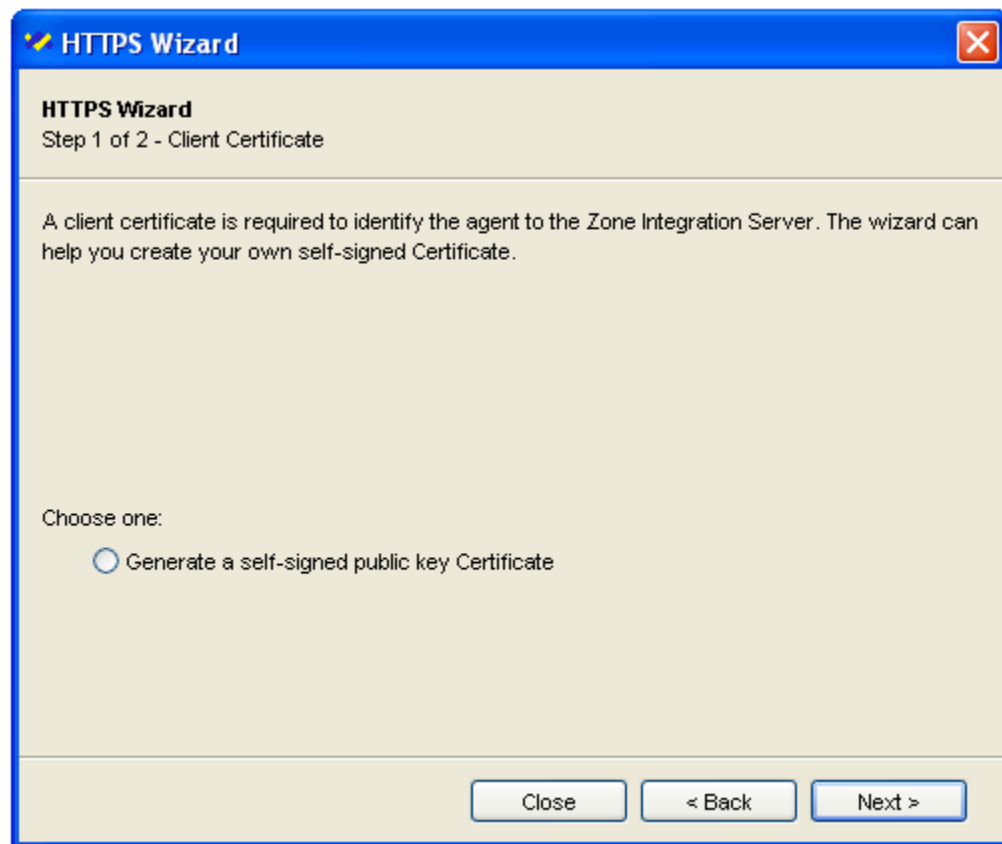 HTTPS Wizard
HTTPS Wizard
Step 1 of 2 - Client Certificate
A client certificate is required to identify the agent to the Zone Integration Server. The wizard can
help you create your own self-signed Certificate.
Choose one:
Generate a self-signed public key Certificate
Close
< Back
Next >